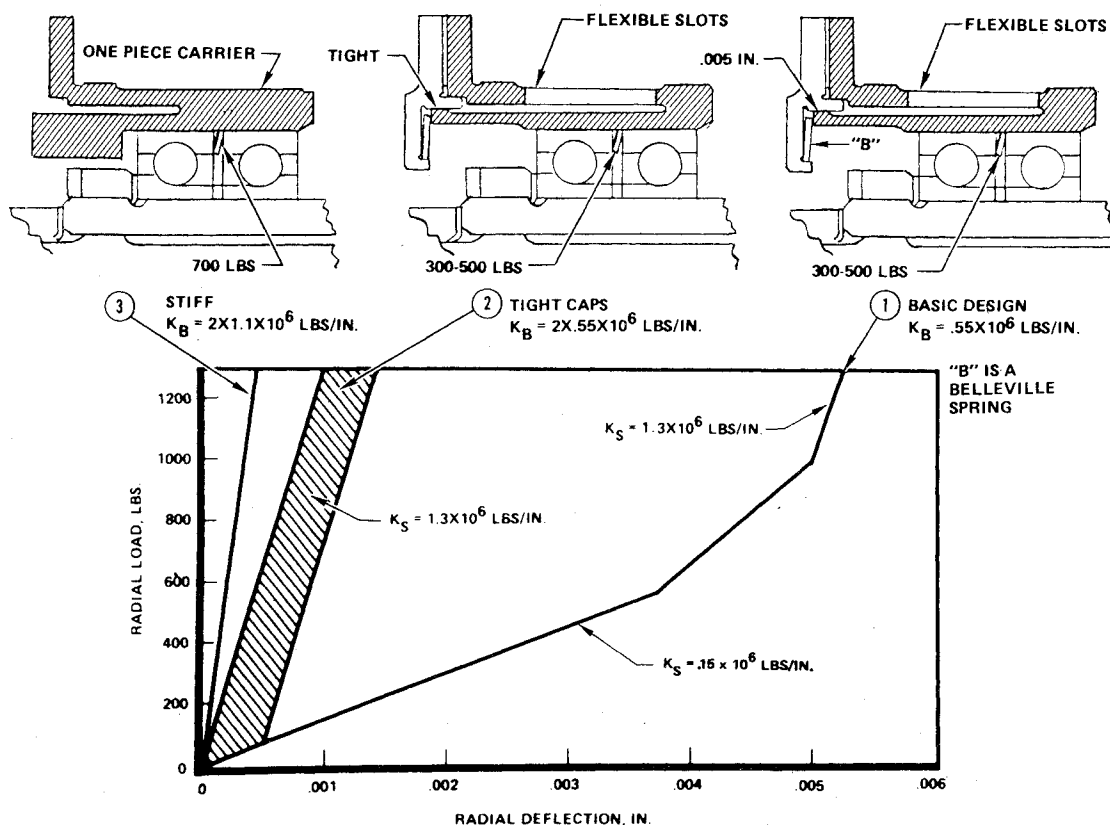 ONE PIECE CARRIER
700 LBS
TIGHT
FLEXIBLE SLOTS
300-500 LBS
.005 IN.
FLEXIBLE SLOTS
"B"
300-500 LBS
3
STIFF
K_B = 2X1.1X10^6 LBS/IN.
2
TIGHT CAPS
K_B = 2X.55X10^6 LBS/IN.
1
BASIC DESIGN
K_B = .55X10^6 LBS/IN.
"B" IS A
BELLEVILLE
SPRING
K_S = 1.3X10^6 LBS/IN.
K_S = 1.3X10^6 LBS/IN.
K_S = .15 x 10^6 LBS/IN.
RADIAL LOAD, LBS.
1200
1000
800
600
400
200
0
0
.001
.002
.003
.004
.005
.006
RADIAL DEFLECTION, IN.